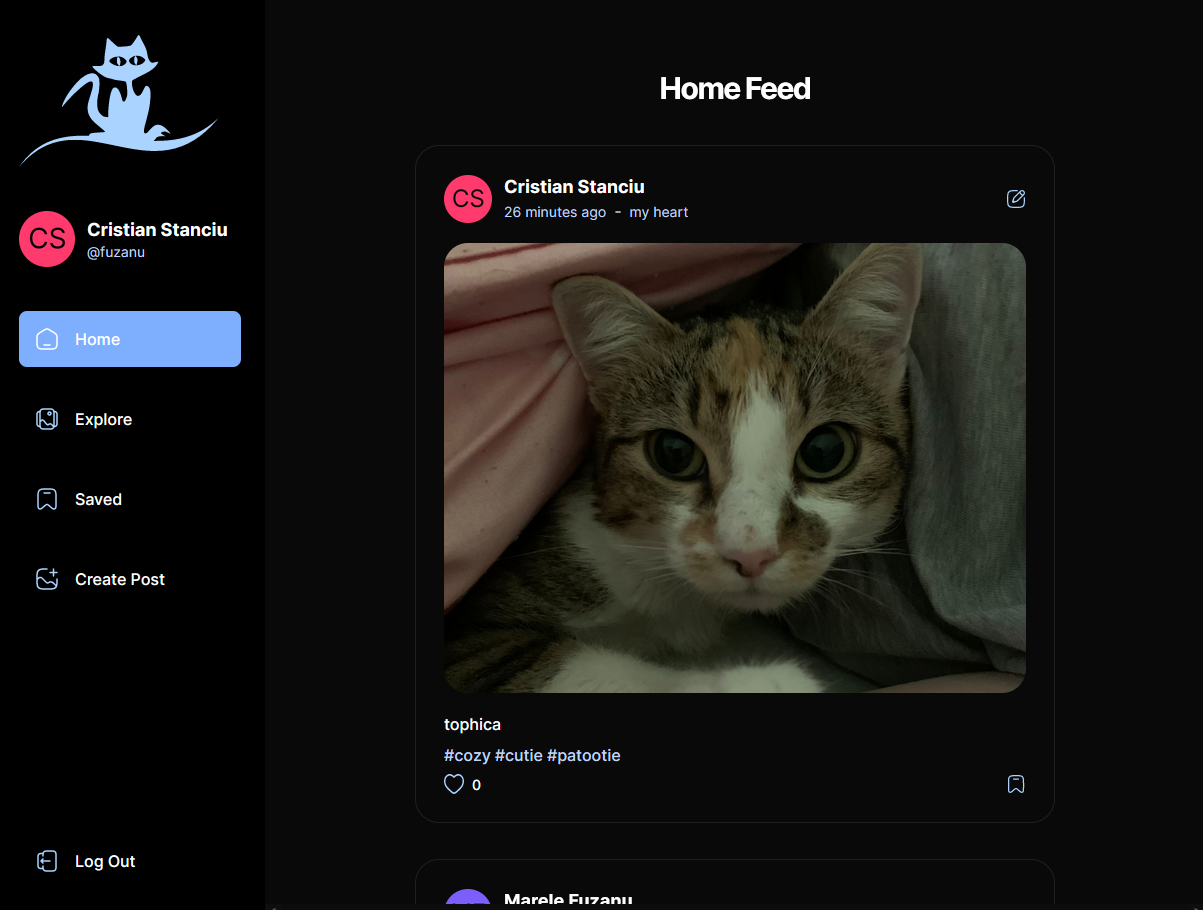 CS
Cristian Stanciu
@fuzanu
Home
Explore
Saved
Create Post
Log Out
Home Feed
CS
Cristian Stanciu
26 minutes ago - my heart
tophica
#cozy #cutie #patootie
0
Marele Fuzanu